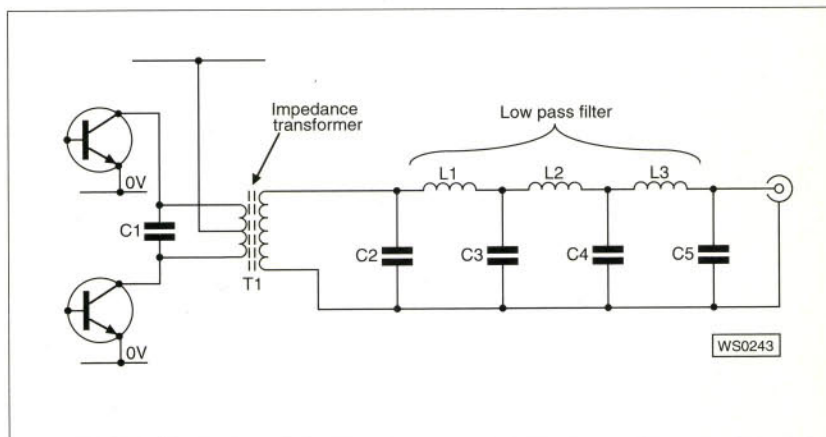 Impedance
transformer
Low pass filter
L1
L2
L3
0V
C1
T1
C2
C3
C4
C5
0V
WS0243